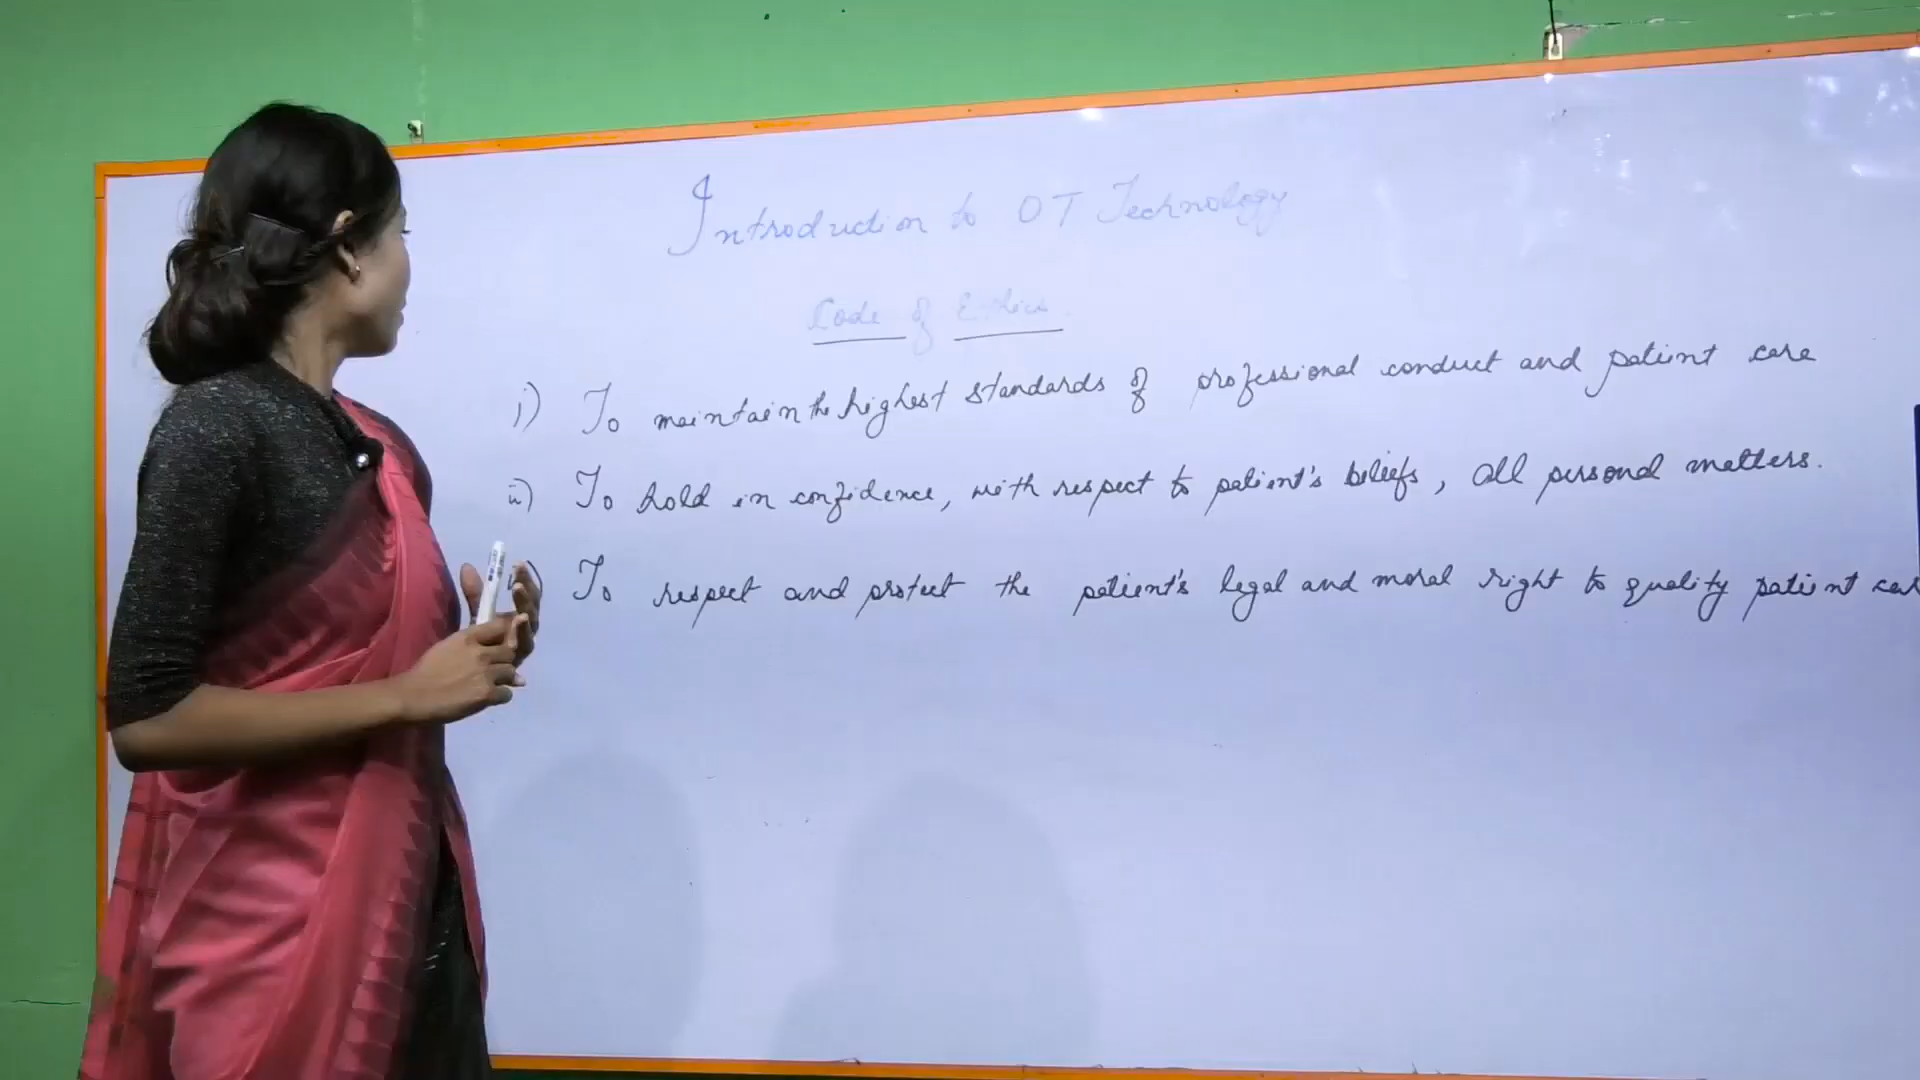 Introduction to OT Technology
Code of Ethics.
i) To maintain the highest standards of professional conduct and patient care
ii) To hold in confidence, with respect to patient's beliefs, all personal matters.
To respect and protect the patient's legal and moral right to quality patient car